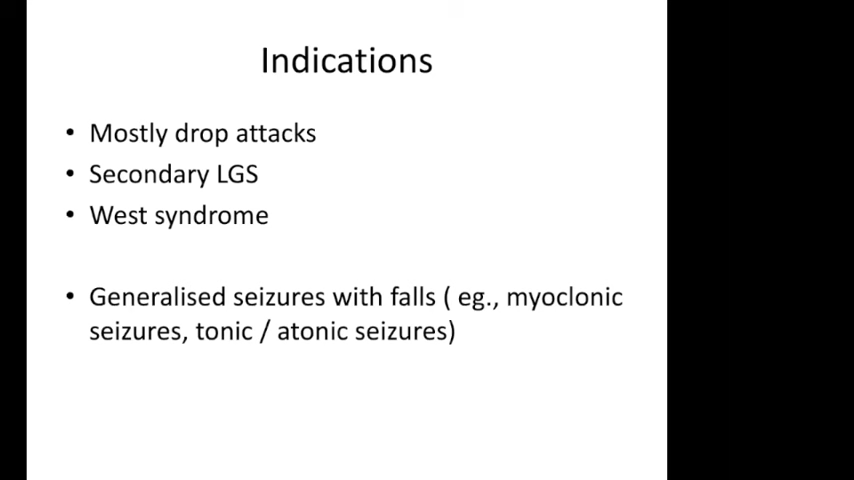 Indications
• Mostly drop attacks
• Secondary LGS
• West syndrome
• Generalised seizures with falls ( eg., myoclonic
seizures, tonic / atonic seizures)